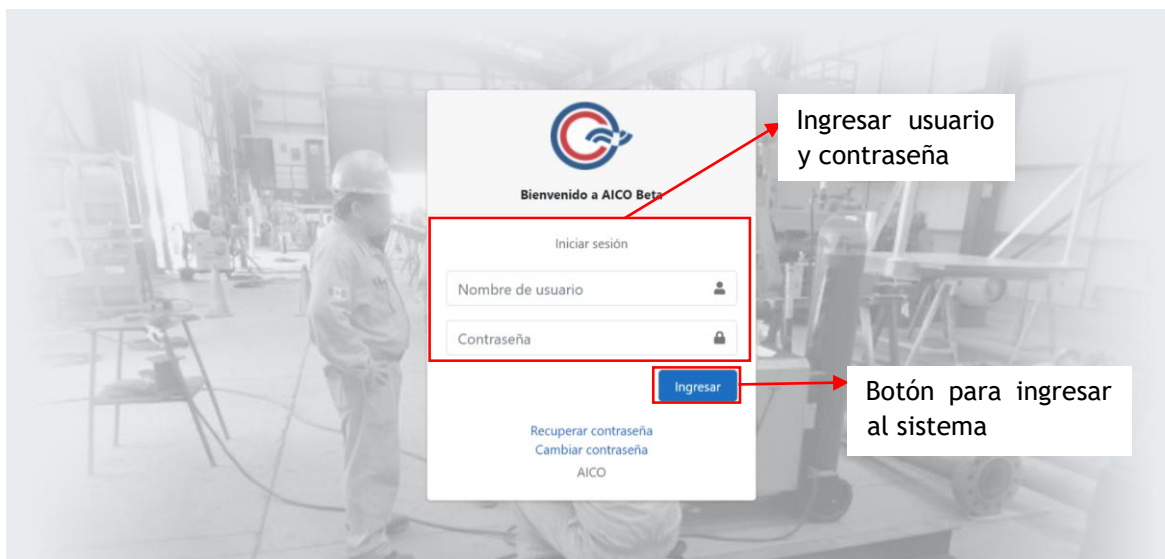 Ingresar usuario
y contraseña
Bienvenido a AICO Beta
Iniciar sesión
Nombre de usuario
Contraseña
Ingresar
Botón para ingresar
al sistema
Recuperar contraseña
Cambiar contraseña
AICO